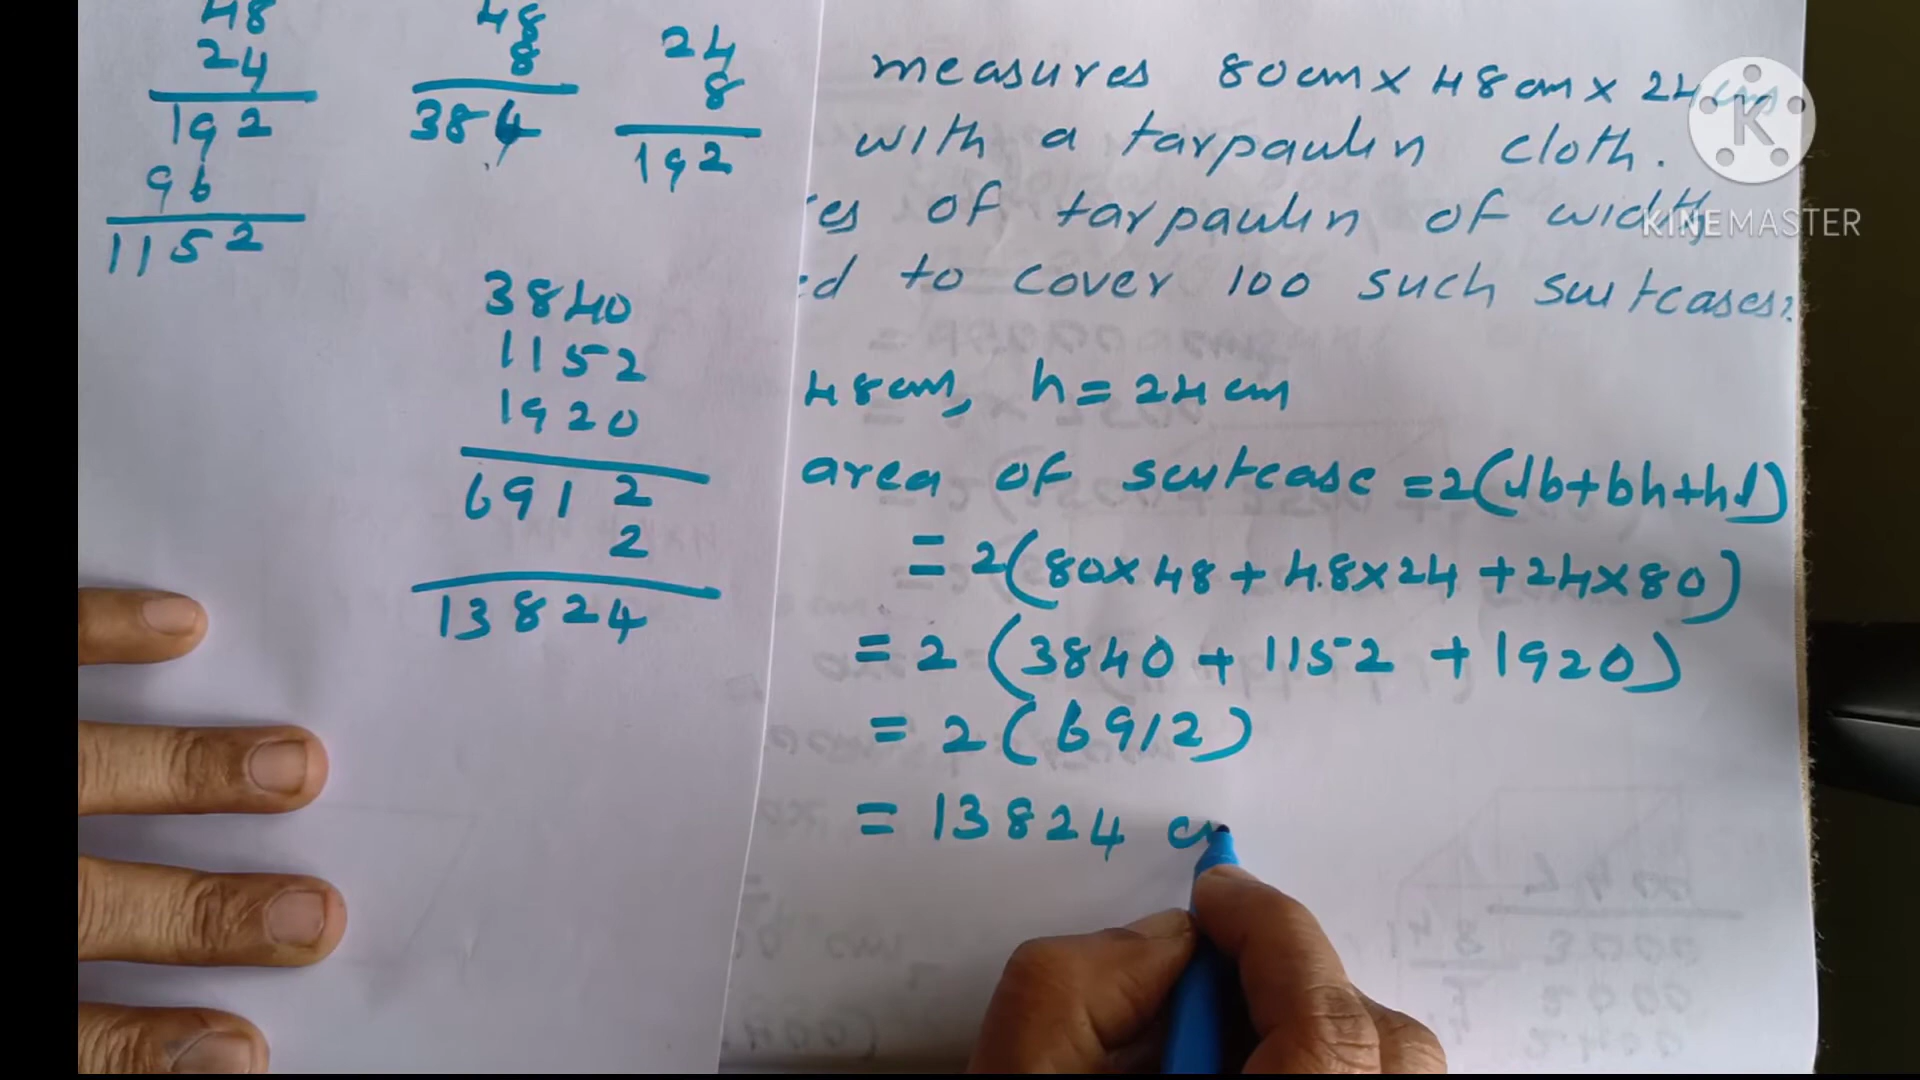 48
24
192
96
1152
48
8
384
24
8
192
3840
1152
1920
6912
2
13824
measures 80cm x 48cm x 24cm
with a tarpaulin cloth.
of tarpaulin of width,
to cover 100 such suitcases?
48cm, h = 24cm
area of suitcase = 2(lb+bh+hl)
= 2(80x48 + 48x24 + 24x80)
= 2 (3840 + 1152 + 1920)
= 2 (6912)
= 13824
K
KINEMASTER